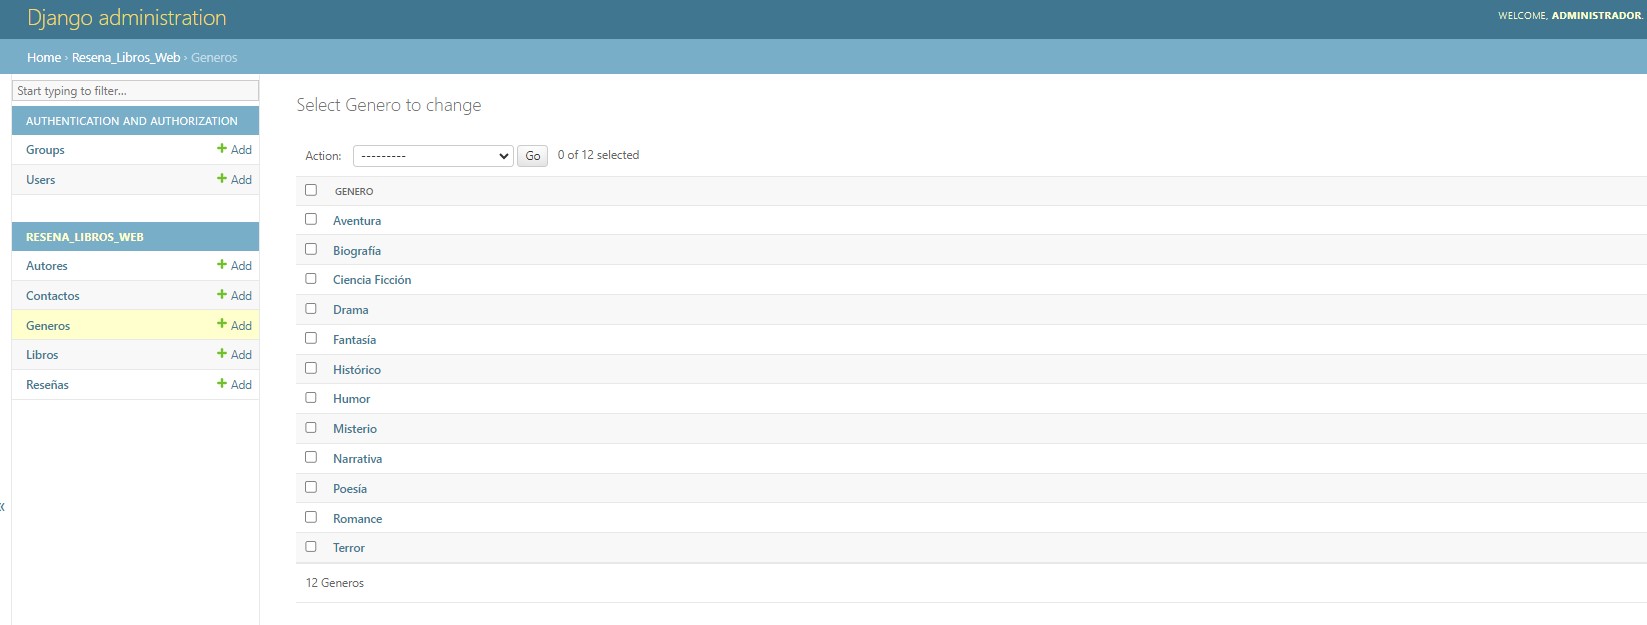 Django administration
WELCOME, ADMINISTRADOR.
Home › Resena_Libros_Web › Generos
Start typing to filter...
AUTHENTICATION AND AUTHORIZATION
Groups + Add
Users + Add
RESENA_LIBROS_WEB
Autores + Add
Contactos + Add
Generos + Add
Libros + Add
Reseñas + Add
«
Select Genero to change
Action: --------- Go 0 of 12 selected
GENERO
Aventura
Biografía
Ciencia Ficción
Drama
Fantasía
Histórico
Humor
Misterio
Narrativa
Poesía
Romance
Terror
12 Generos